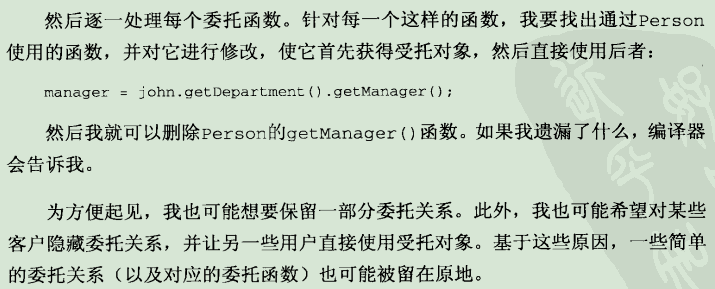 然后逐一处理每个委托函数。针对每一个这样的函数，我要找出通过Person
使用的函数，并对它进行修改，使它首先获得受托对象，然后直接使用后者：
manager = john.getDepartment().getManager();
然后我就可以删除Person的getManager()函数。如果我遗漏了什么，编译器
会告诉我。
为方便起见，我也可能想要保留一部分委托关系。此外，我也可能希望对某些
客户隐藏委托关系，并让另一些用户直接使用受托对象。基于这些原因，一些简单
的委托关系（以及对应的委托函数）也可能被留在原地。